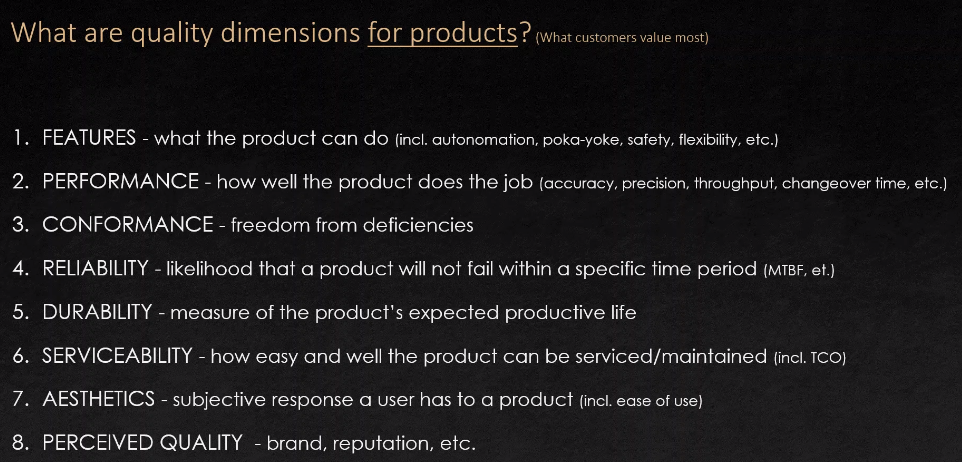 What are quality dimensions for products? (What customers value most)
1. FEATURES - what the product can do (incl. autonomation, poka-yoke, safety, flexibility, etc.)
2. PERFORMANCE - how well the product does the job (accuracy, precision, throughput, changeover time, etc.)
3. CONFORMANCE - freedom from deficiencies
4. RELIABILITY - likelihood that a product will not fail within a specific time period (MTBF, et.)
5. DURABILITY - measure of the product's expected productive life
6. SERVICEABILITY - how easy and well the product can be serviced/maintained (incl. TCO)
7. AESTHETICS - subjective response a user has to a product (incl. ease of use)
8. PERCEIVED QUALITY - brand, reputation, etc.